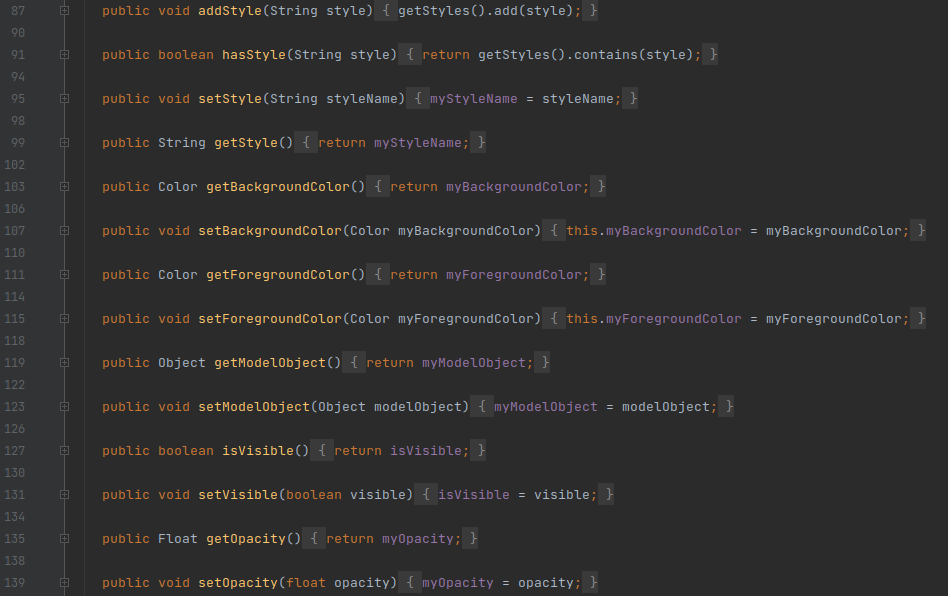 87 public void addStyle(String style) { getStyles().add(style); }
90
91 public boolean hasStyle(String style) { return getStyles().contains(style); }
94
95 public void setStyle(String styleName) { myStyleName = styleName; }
98
99 public String getStyle() { return myStyleName; }
102
103 public Color getBackgroundColor() { return myBackgroundColor; }
106
107 public void setBackgroundColor(Color myBackgroundColor) { this.myBackgroundColor = myBackgroundColor; }
110
111 public Color getForegroundColor() { return myForegroundColor; }
114
115 public void setForegroundColor(Color myForegroundColor) { this.myForegroundColor = myForegroundColor; }
118
119 public Object getModelObject() { return myModelObject; }
122
123 public void setModelObject(Object modelObject) { myModelObject = modelObject; }
126
127 public boolean isVisible() { return isVisible; }
130
131 public void setVisible(boolean visible) { isVisible = visible; }
134
135 public Float getOpacity() { return myOpacity; }
138
139 public void setOpacity(float opacity) { myOpacity = opacity; }